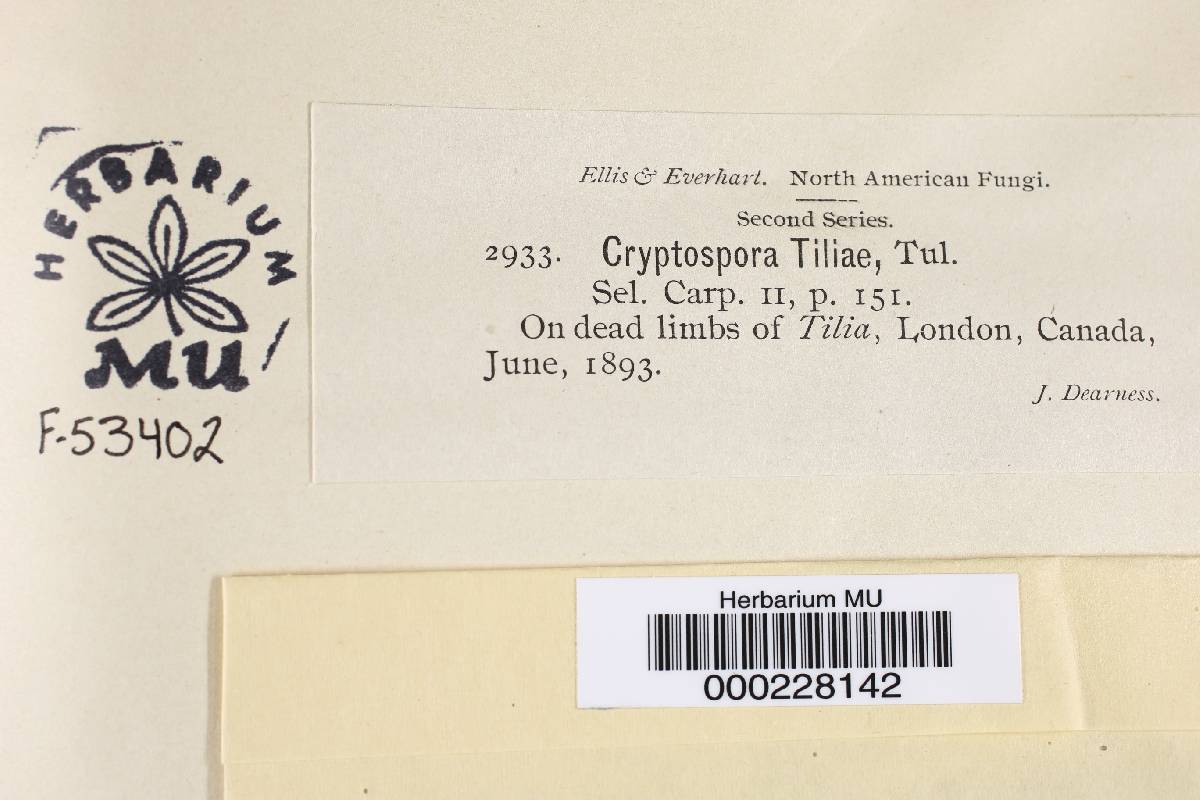 HERBARIUM
MU
F-53402
Ellis & Everhart. North American Fungi.
Second Series.
2933. Cryptospora Tiliae, Tul.
Sel. Carp. II, p. 151.
On dead limbs of Tilia, London, Canada,
June, 1893.
J. Dearness.
Herbarium MU
000228142